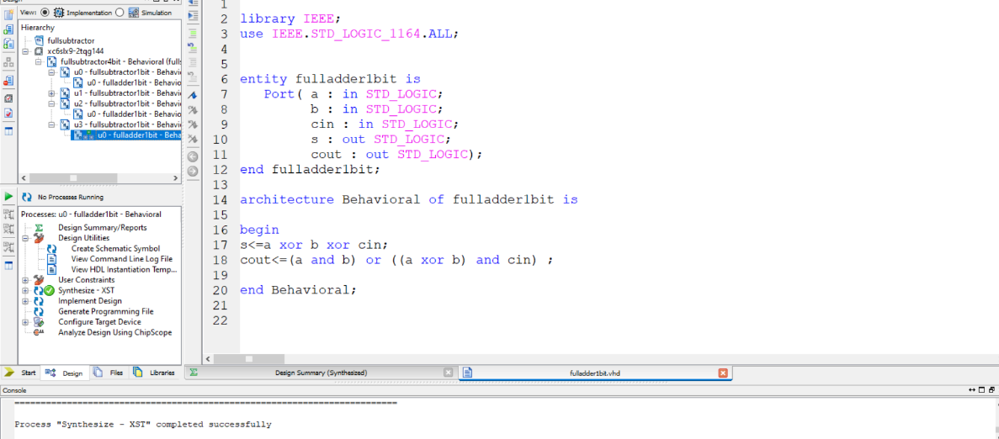 View: Implementation Simulation
Hierarchy
fullsubtractor
xc6slx9-2tqg144
fullsubtractor4bit - Behavioral (full
u0 - fullsubtractor1bit - Behavi
u0 - fulladder1bit - Behavio
u1 - fullsubtractor1bit - Behavi
u2 - fullsubtractor1bit - Behavi
u0 - fulladder1bit - Behavio
u3 - fullsubtractor1bit - Behavi
u0 - fulladder1bit - Beha
No Processes Running
Processes: u0 - fulladder1bit - Behavioral
Design Summary/Reports
Design Utilities
Create Schematic Symbol
View Command Line Log File
View HDL Instantiation Temp...
User Constraints
Synthesize - XST
Implement Design
Generate Programming File
Configure Target Device
Analyze Design Using ChipScope
Start Design Files Libraries
1
2 library IEEE;
3 use IEEE.STD_LOGIC_1164.ALL;
4
5
6 entity fulladder1bit is
7 Port( a : in STD_LOGIC;
8 b : in STD_LOGIC;
9 cin : in STD_LOGIC;
10 s : out STD_LOGIC;
11 cout : out STD_LOGIC);
12 end fulladder1bit;
13
14 architecture Behavioral of fulladder1bit is
15
16 begin
17 s<=a xor b xor cin;
18 cout<=(a and b) or ((a xor b) and cin) ;
19
20 end Behavioral;
21
22
Design Summary (Synthesized) fulladder1bit.vhd
Console
=========================================================================
Process "Synthesize - XST" completed successfully